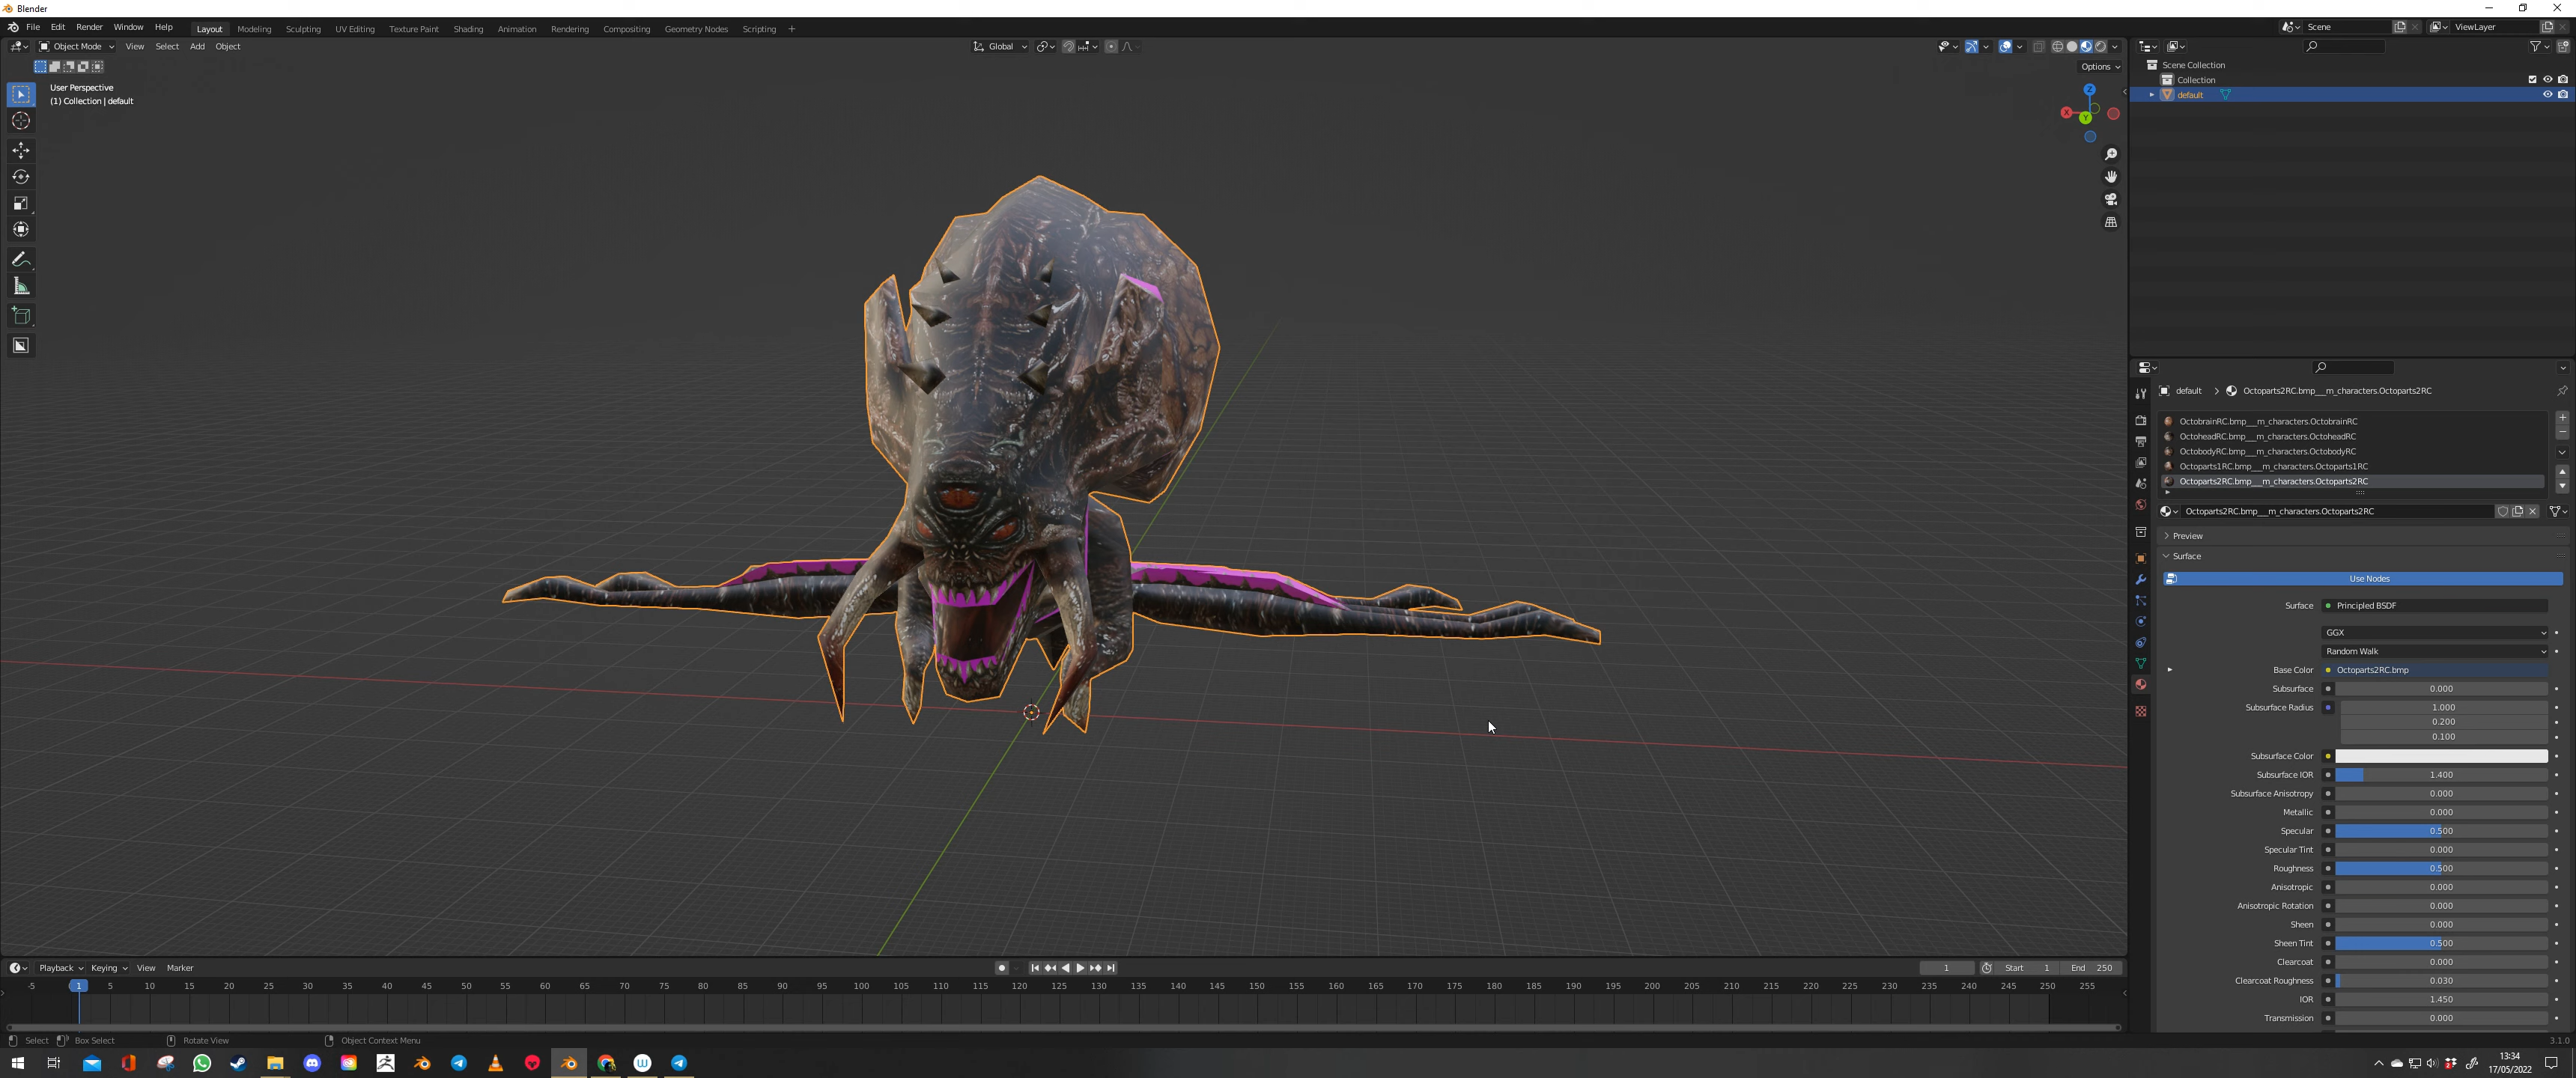 Blender
File Edit Render Window Help Layout Modeling Sculpting UV Editing Texture Paint Shading Animation Rendering Compositing Geometry Nodes Scripting + Scene ViewLayer
Object Mode View Select Add Object Global
Options
User Perspective
(1) Collection | default
Z
X
Y
Scene Collection
Collection
default
default > Octoparts2RC.bmp__m_characters.Octoparts2RC
OctobrainRC.bmp__m_characters.OctobrainRC
OctoheadRC.bmp__m_characters.OctoheadRC
OctobodyRC.bmp__m_characters.OctobodyRC
Octoparts1RC.bmp__m_characters.Octoparts1RC
Octoparts2RC.bmp__m_characters.Octoparts2RC
Octoparts2RC.bmp__m_characters.Octoparts2RC
Preview
Surface
Use Nodes
Surface Principled BSDF
GGX
Random Walk
Base Color Octoparts2RC.bmp
Subsurface 0.000
Subsurface Radius 1.000
0.200
0.100
Subsurface Color
Subsurface IOR 1.400
Subsurface Anisotropy 0.000
Metallic 0.000
Specular 0.500
Specular Tint 0.000
Roughness 0.500
Anisotropic 0.000
Anisotropic Rotation 0.000
Sheen 0.000
Sheen Tint 0.500
Clearcoat 0.000
Clearcoat Roughness 0.030
IOR 1.450
Transmission 0.000
Playback Keying View Marker 1 Start 1 End 250
-5 1 5 10 15 20 25 30 35 40 45 50 55 60 65 70 75 80 85 90 95 100 105 110 115 120 125 130 135 140 145 150 155 160 165 170 175 180 185 190 195 200 205 210 215 220 225 230 235 240 245 250 255
Select Box Select Rotate View Object Context Menu 3.1.0
13:34
17/05/2022